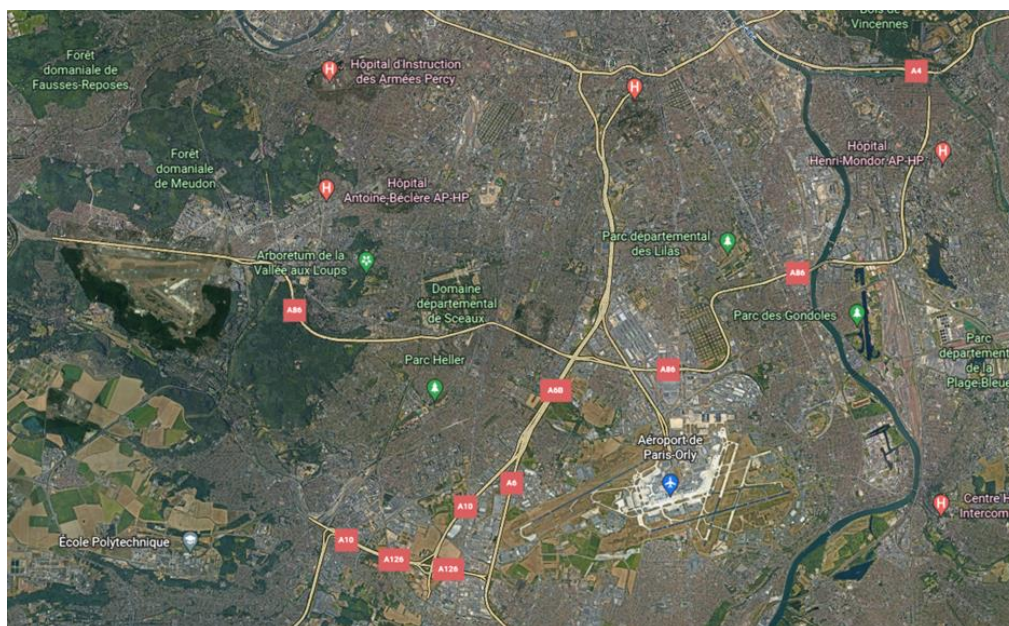 Bois de
Vincennes
Forêt
domaniale de
Fausses-Reposes
Hôpital d'Instruction
des Armées Percy
H
H
A4
Forêt
domaniale
de Meudon
Hôpital
Henri-Mondor AP-HP
H
Hôpital
Antoine-Béclère AP-HP
H
Parc départemental
des Lilas
Arboretum de la
Vallée aux Loups
A86
Domaine
départemental
de Sceaux
A86
Parc des Gondoles
Parc
département
de la
Plage Bleue
Parc Heller
A86
A6B
Aéroport de
Paris-Orly
A6
A10
Centre H
Intercom
H
École Polytechnique
A10
A126
A126